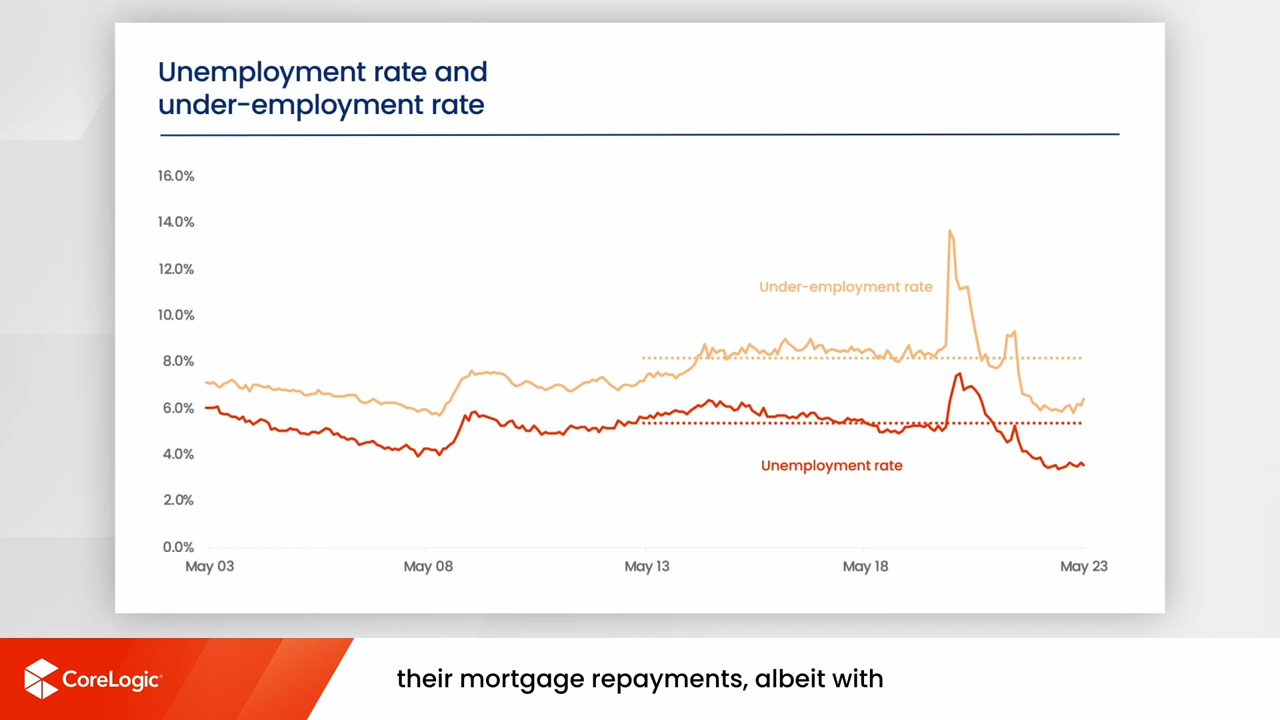 Unemployment rate and
under-employment rate
16.0%
14.0%
12.0%
10.0%
8.0%
6.0%
4.0%
2.0%
0.0%
Under-employment rate
Unemployment rate
May 03
May 08
May 13
May 18
May 23
CoreLogic
their mortgage repayments, albeit with